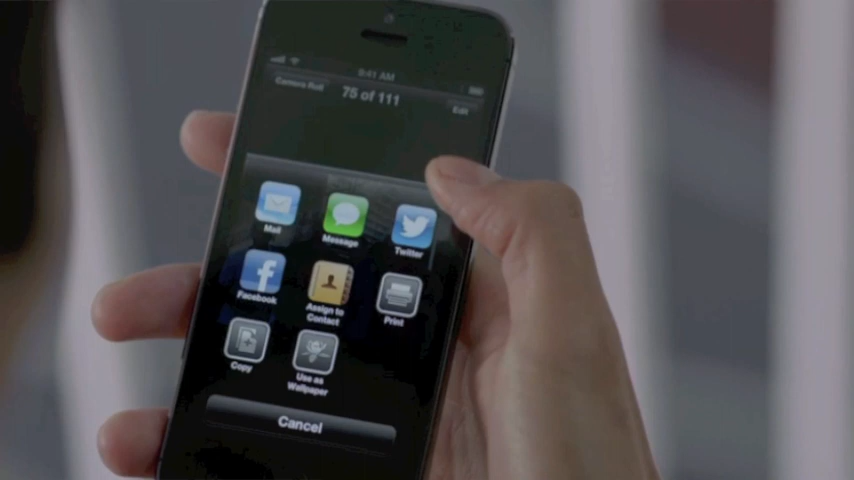 9:41 AM
Camera Roll
75 of 111
Edit
Mail
Message
Twitter
Facebook
Assign to
Contact
Print
Copy
Use as
Wallpaper
Cancel